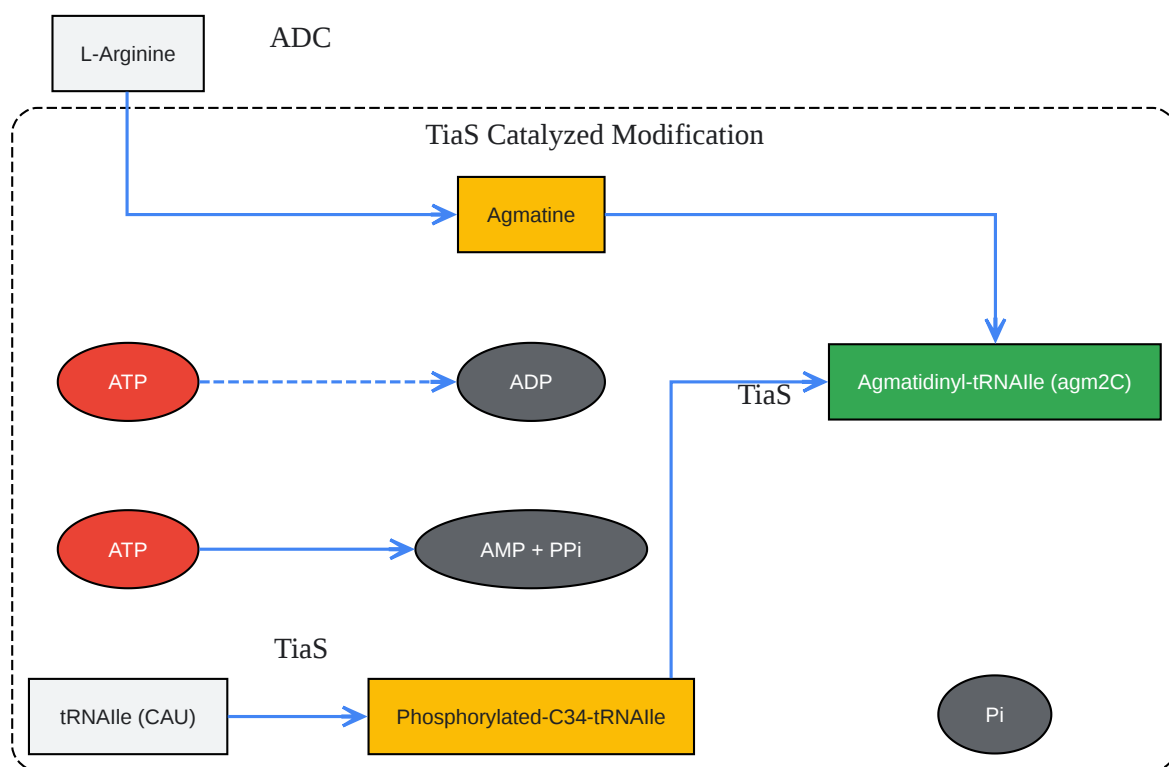 L-Arginine
ADC
TiaS Catalyzed Modification
Agmatine
ATP
ADP
TiaS
Agmatidinyl-tRNAIle (agm2C)
ATP
AMP + PPi
TiaS
tRNAIle (CAU)
Phosphorylated-C34-tRNAIle
Pi